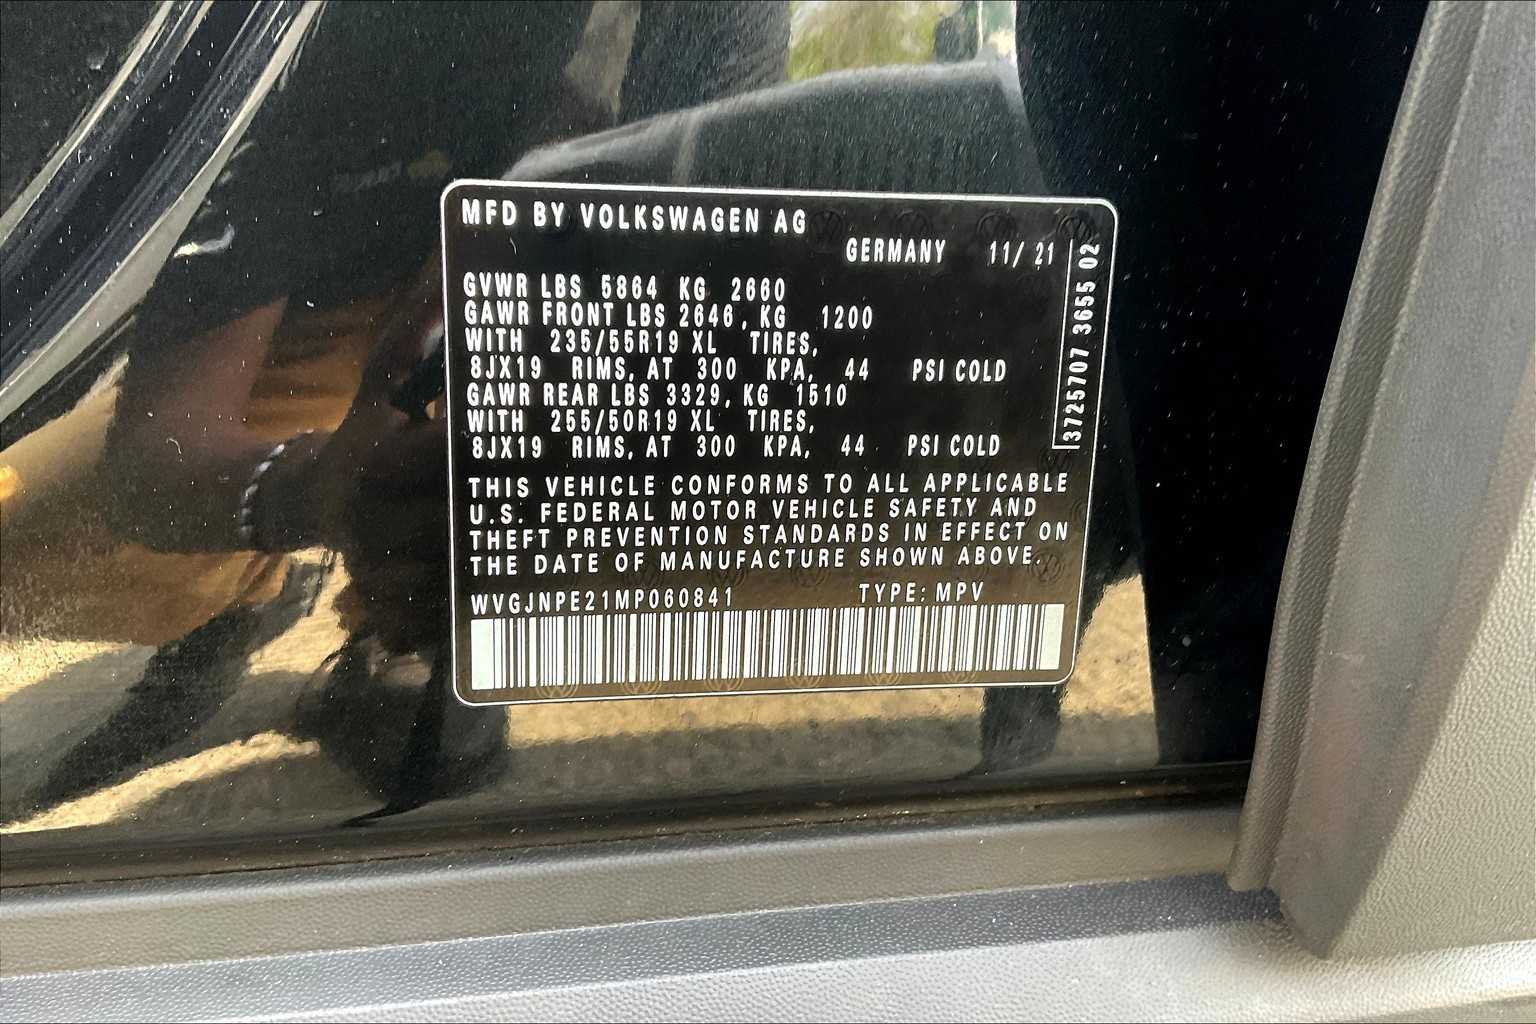 MFD BY VOLKSWAGEN AG
GERMANY 11/ 21
GVWR LBS 5864 KG 2660
GAWR FRONT LBS 2646, KG 1200
WITH 235/55R19 XL TIRES,
8JX19 RIMS, AT 300 KPA, 44 PSI COLD
GAWR REAR LBS 3329, KG 1510
WITH 255/50R19 XL TIRES,
8JX19 RIMS, AT 300 KPA, 44 PSI COLD
THIS VEHICLE CONFORMS TO ALL APPLICABLE
U.S. FEDERAL MOTOR VEHICLE SAFETY AND
THEFT PREVENTION STANDARDS IN EFFECT ON
THE DATE OF MANUFACTURE SHOWN ABOVE.
WVGJNPE21MP060841 TYPE: MPV
3725707 3655 02